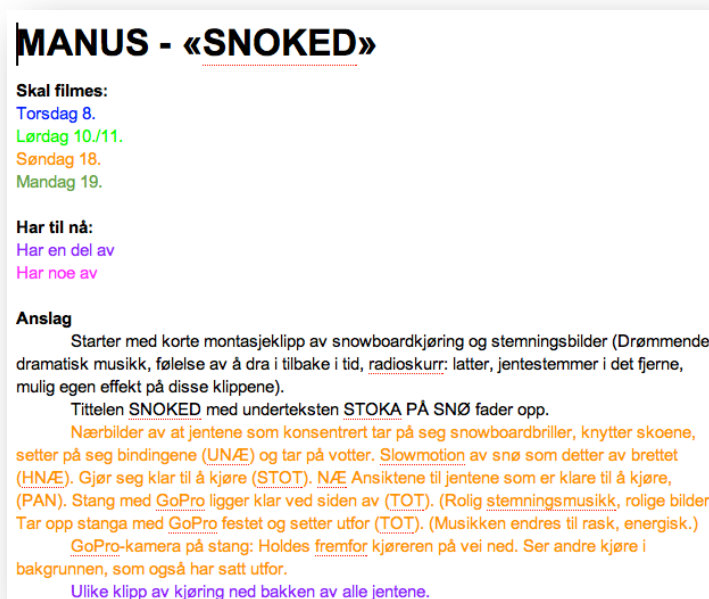 MANUS - «SNOKED»
Skal filmes:
Torsdag 8.
Lørdag 10./11.
Søndag 18.
Mandag 19.
Har til nå:
Har en del av
Har noe av
Anslag
Starter med korte montasjeklipp av snowboardkjøring og stemningsbilder (Drømmende
dramatisk musikk, følelse av å dra i tilbake i tid, radioskurr: latter, jentestemmer i det fjerne,
mulig egen effekt på disse klippene).
Tittelen SNOKED med underteksten STOKA PÅ SNØ fader opp.
Nærbilder av at jentene som konsentrert tar på seg snowboardbriller, knytter skoene,
setter på seg bindingene (UNÆ) og tar på votter. Slowmotion av snø som detter av brettet
(HNÆ). Gjør seg klar til å kjøre (STOT). NÆ Ansiktene til jentene som er klare til å kjøre,
(PAN). Stang med GoPro ligger klar ved siden av (TOT). (Rolig stemningsmusikk, rolige bilder
Tar opp stanga med GoPro festet og setter utfor (TOT). (Musikken endres til rask, energisk.)
GoPro-kamera på stang: Holdes fremfor kjøreren på vei ned. Ser andre kjøre i
bakgrunnen, som også har satt utfor.
Ulike klipp av kjøring ned bakken av alle jentene.